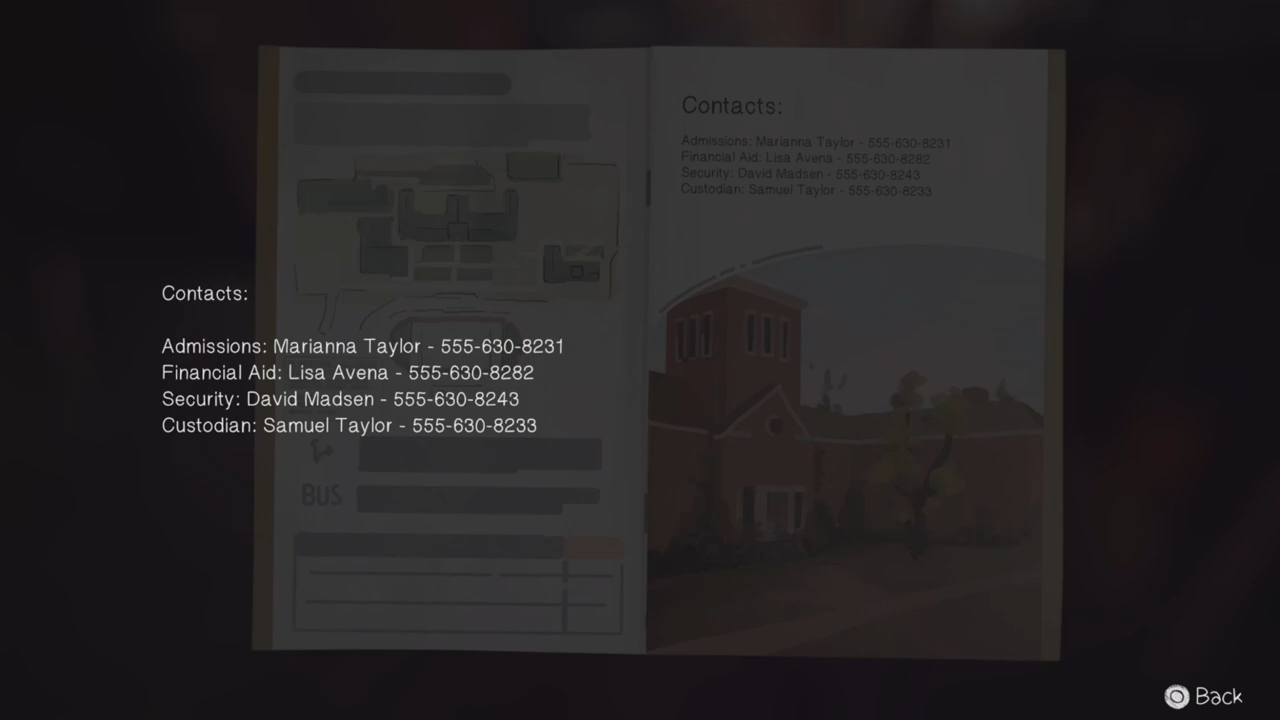 Contacts:
Admissions: Marianna Taylor - 555-630-8231
Financial Aid: Lisa Avena - 555-630-8282
Security: David Madsen - 555-630-8243
Custodian: Samuel Taylor - 555-630-8233
BUS
Contacts:
Admissions: Marianna Taylor - 555-630-8231
Financial Aid: Lisa Avena - 555-630-8282
Security: David Madsen - 555-630-8243
Custodian: Samuel Taylor - 555-630-8233
Back